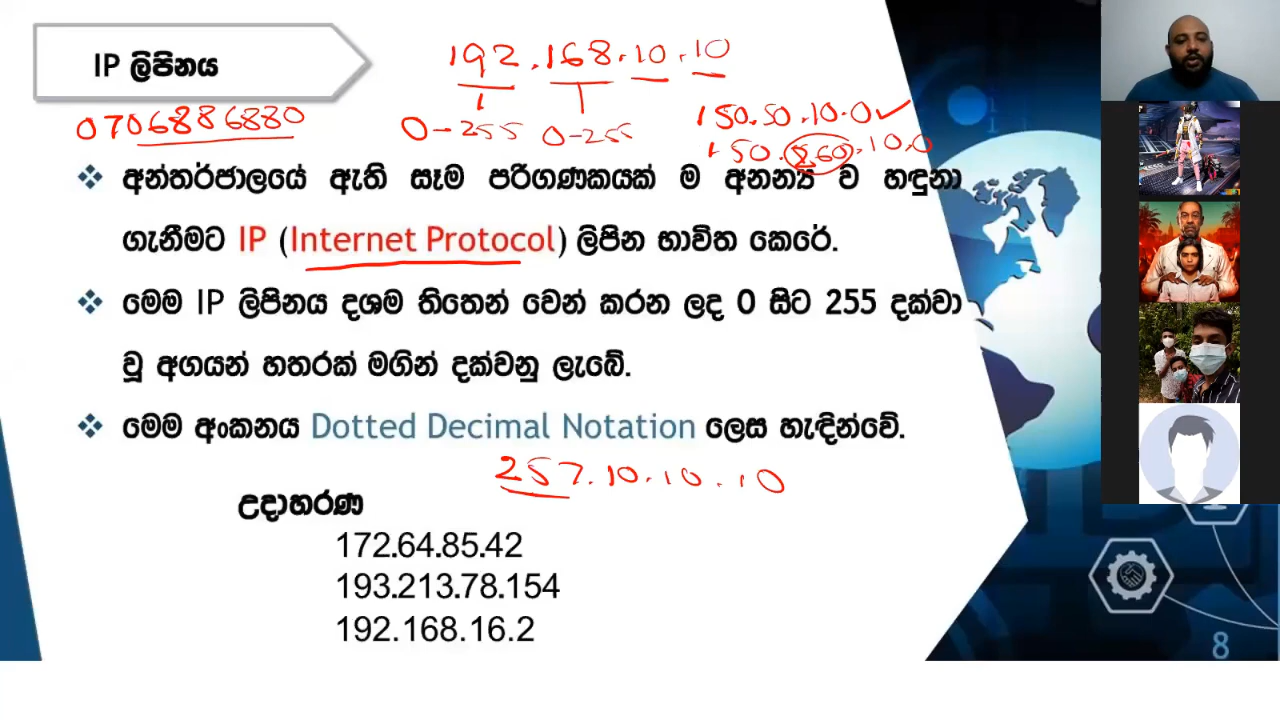 IP ලිපිනය
192.168.10.10
0706886880
0-255 0-255
150.50.10.0✓
150.260.10.0
❖ අන්තර්ජාලයේ ඇති සෑම පරිගණකයක් ම අනන්‍ය ව හඳුනා
ගැනීමට IP (Internet Protocol) ලිපින භාවිත කෙරේ.
❖ මෙම IP ලිපිනය දශම තිතෙන් වෙන් කරන ලද 0 සිට 255 දක්වා
වූ අගයන් හතරක් මගින් දක්වනු ලැබේ.
❖ මෙම අංකනය Dotted Decimal Notation ලෙස හැඳින්වේ.
257.10.10.10
උදාහරණ
172.64.85.42
193.213.78.154
192.168.16.2
8